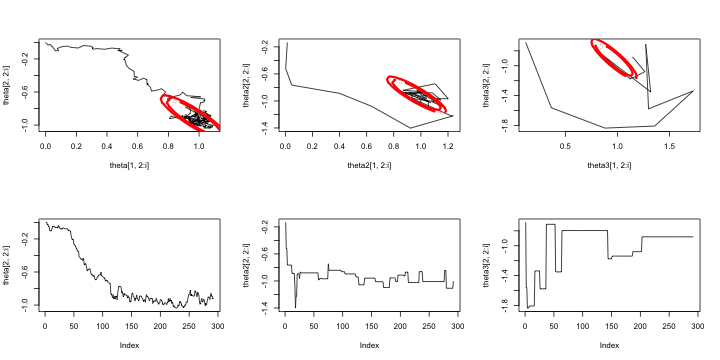 theta[2, 2:i]
-0.2
-0.6
-1.0
0.0 0.2 0.4 0.6 0.8 1.0
theta[1, 2:i]
theta2[2, 2:i]
-0.2
-0.6
-1.0
-1.4
0.0 0.2 0.4 0.6 0.8 1.0 1.2
theta2[1, 2:i]
theta3[2, 2:i]
-1.0
-1.4
-1.8
0.5 1.0 1.5
theta3[1, 2:i]
theta[2, 2:i]
-0.2
-0.6
-1.0
0 50 100 150 200 250 300
Index
theta2[2, 2:i]
-0.2
-0.6
-1.0
-1.4
0 50 100 150 200 250 300
Index
theta3[2, 2:i]
-1.0
-1.4
-1.8
0 50 100 150 200 250 300
Index